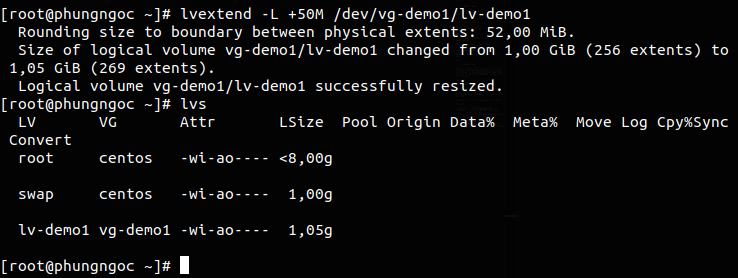 [root@phungngoc ~]# lvextend -L +50M /dev/vg-demo1/lv-demo1
  Rounding size to boundary between physical extents: 52,00 MiB.
  Size of logical volume vg-demo1/lv-demo1 changed from 1,00 GiB (256 extents) to
 1,05 GiB (269 extents).
  Logical volume vg-demo1/lv-demo1 successfully resized.
[root@phungngoc ~]# lvs
  LV       VG       Attr       LSize  Pool Origin Data%  Meta%  Move Log Cpy%Sync
 Convert
  root     centos   -wi-ao---- <8,00g
  swap     centos   -wi-ao----  1,00g
  lv-demo1 vg-demo1 -wi-ao----  1,05g
[root@phungngoc ~]#